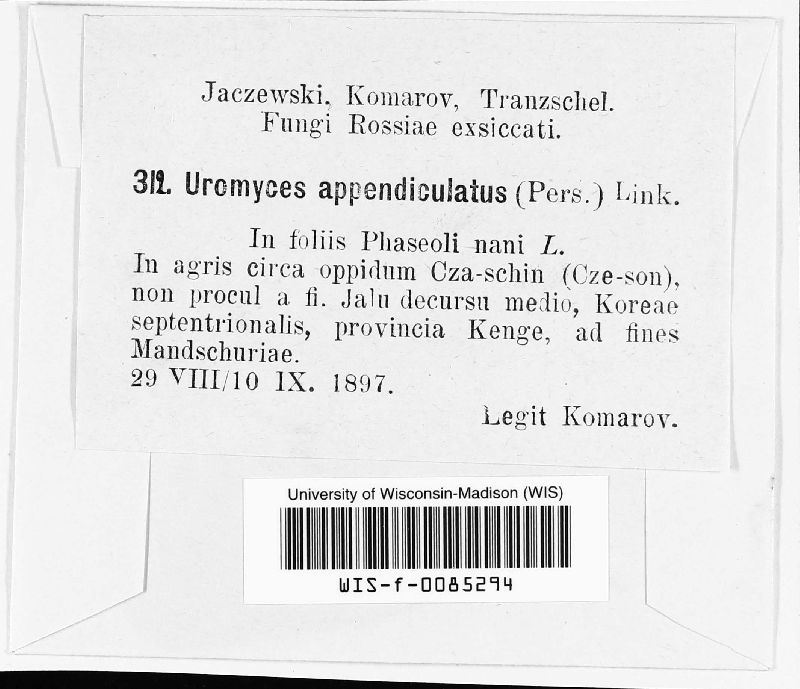 Jaczewski, Komarov, Tranzschel.
Fungi Rossiae exsiccati.
312. Uromyces appendiculatus (Pers.) Link.
In foliis Phaseoli nani L.
In agris circa oppidum Cza-schin (Cze-son),
non procul a fl. Jalu decursu medio, Koreae
septentrionalis, provincia Kenge, ad fines
Mandschuriae.
29 VIII/10 IX. 1897.
Legit Komarov.
University of Wisconsin-Madison (WIS)
WIS-f-0085294